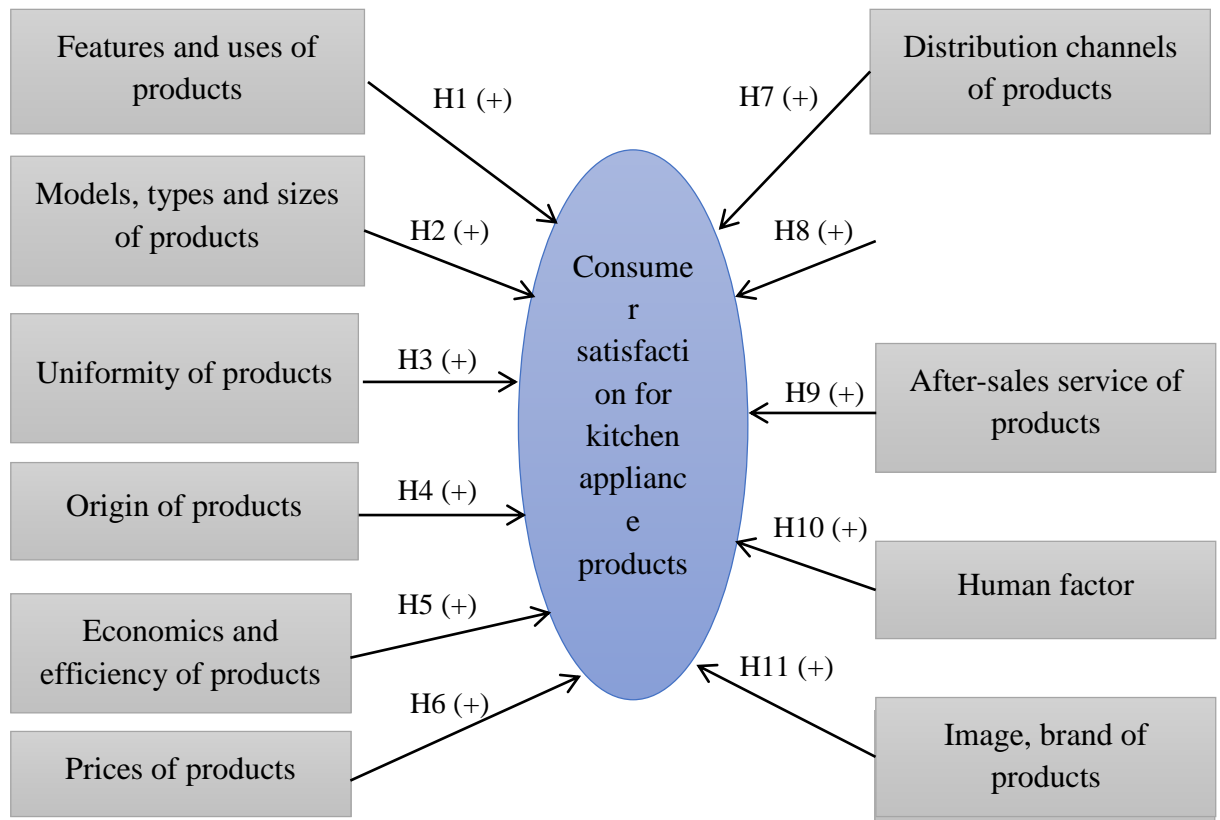 Features and uses of
products
H1 (+)
Models, types and sizes
of products
H2 (+)
Uniformity of products
H3 (+)
Origin of products
H4 (+)
Economics and
efficiency of products
H5 (+)
Prices of products
H6 (+)
Consume
r
satisfacti
on for
kitchen
applianc
e
products
Distribution channels
of products
H7 (+)
H8 (+)
After-sales service of
products
H9 (+)
Human factor
H10 (+)
Image, brand of
products
H11 (+)